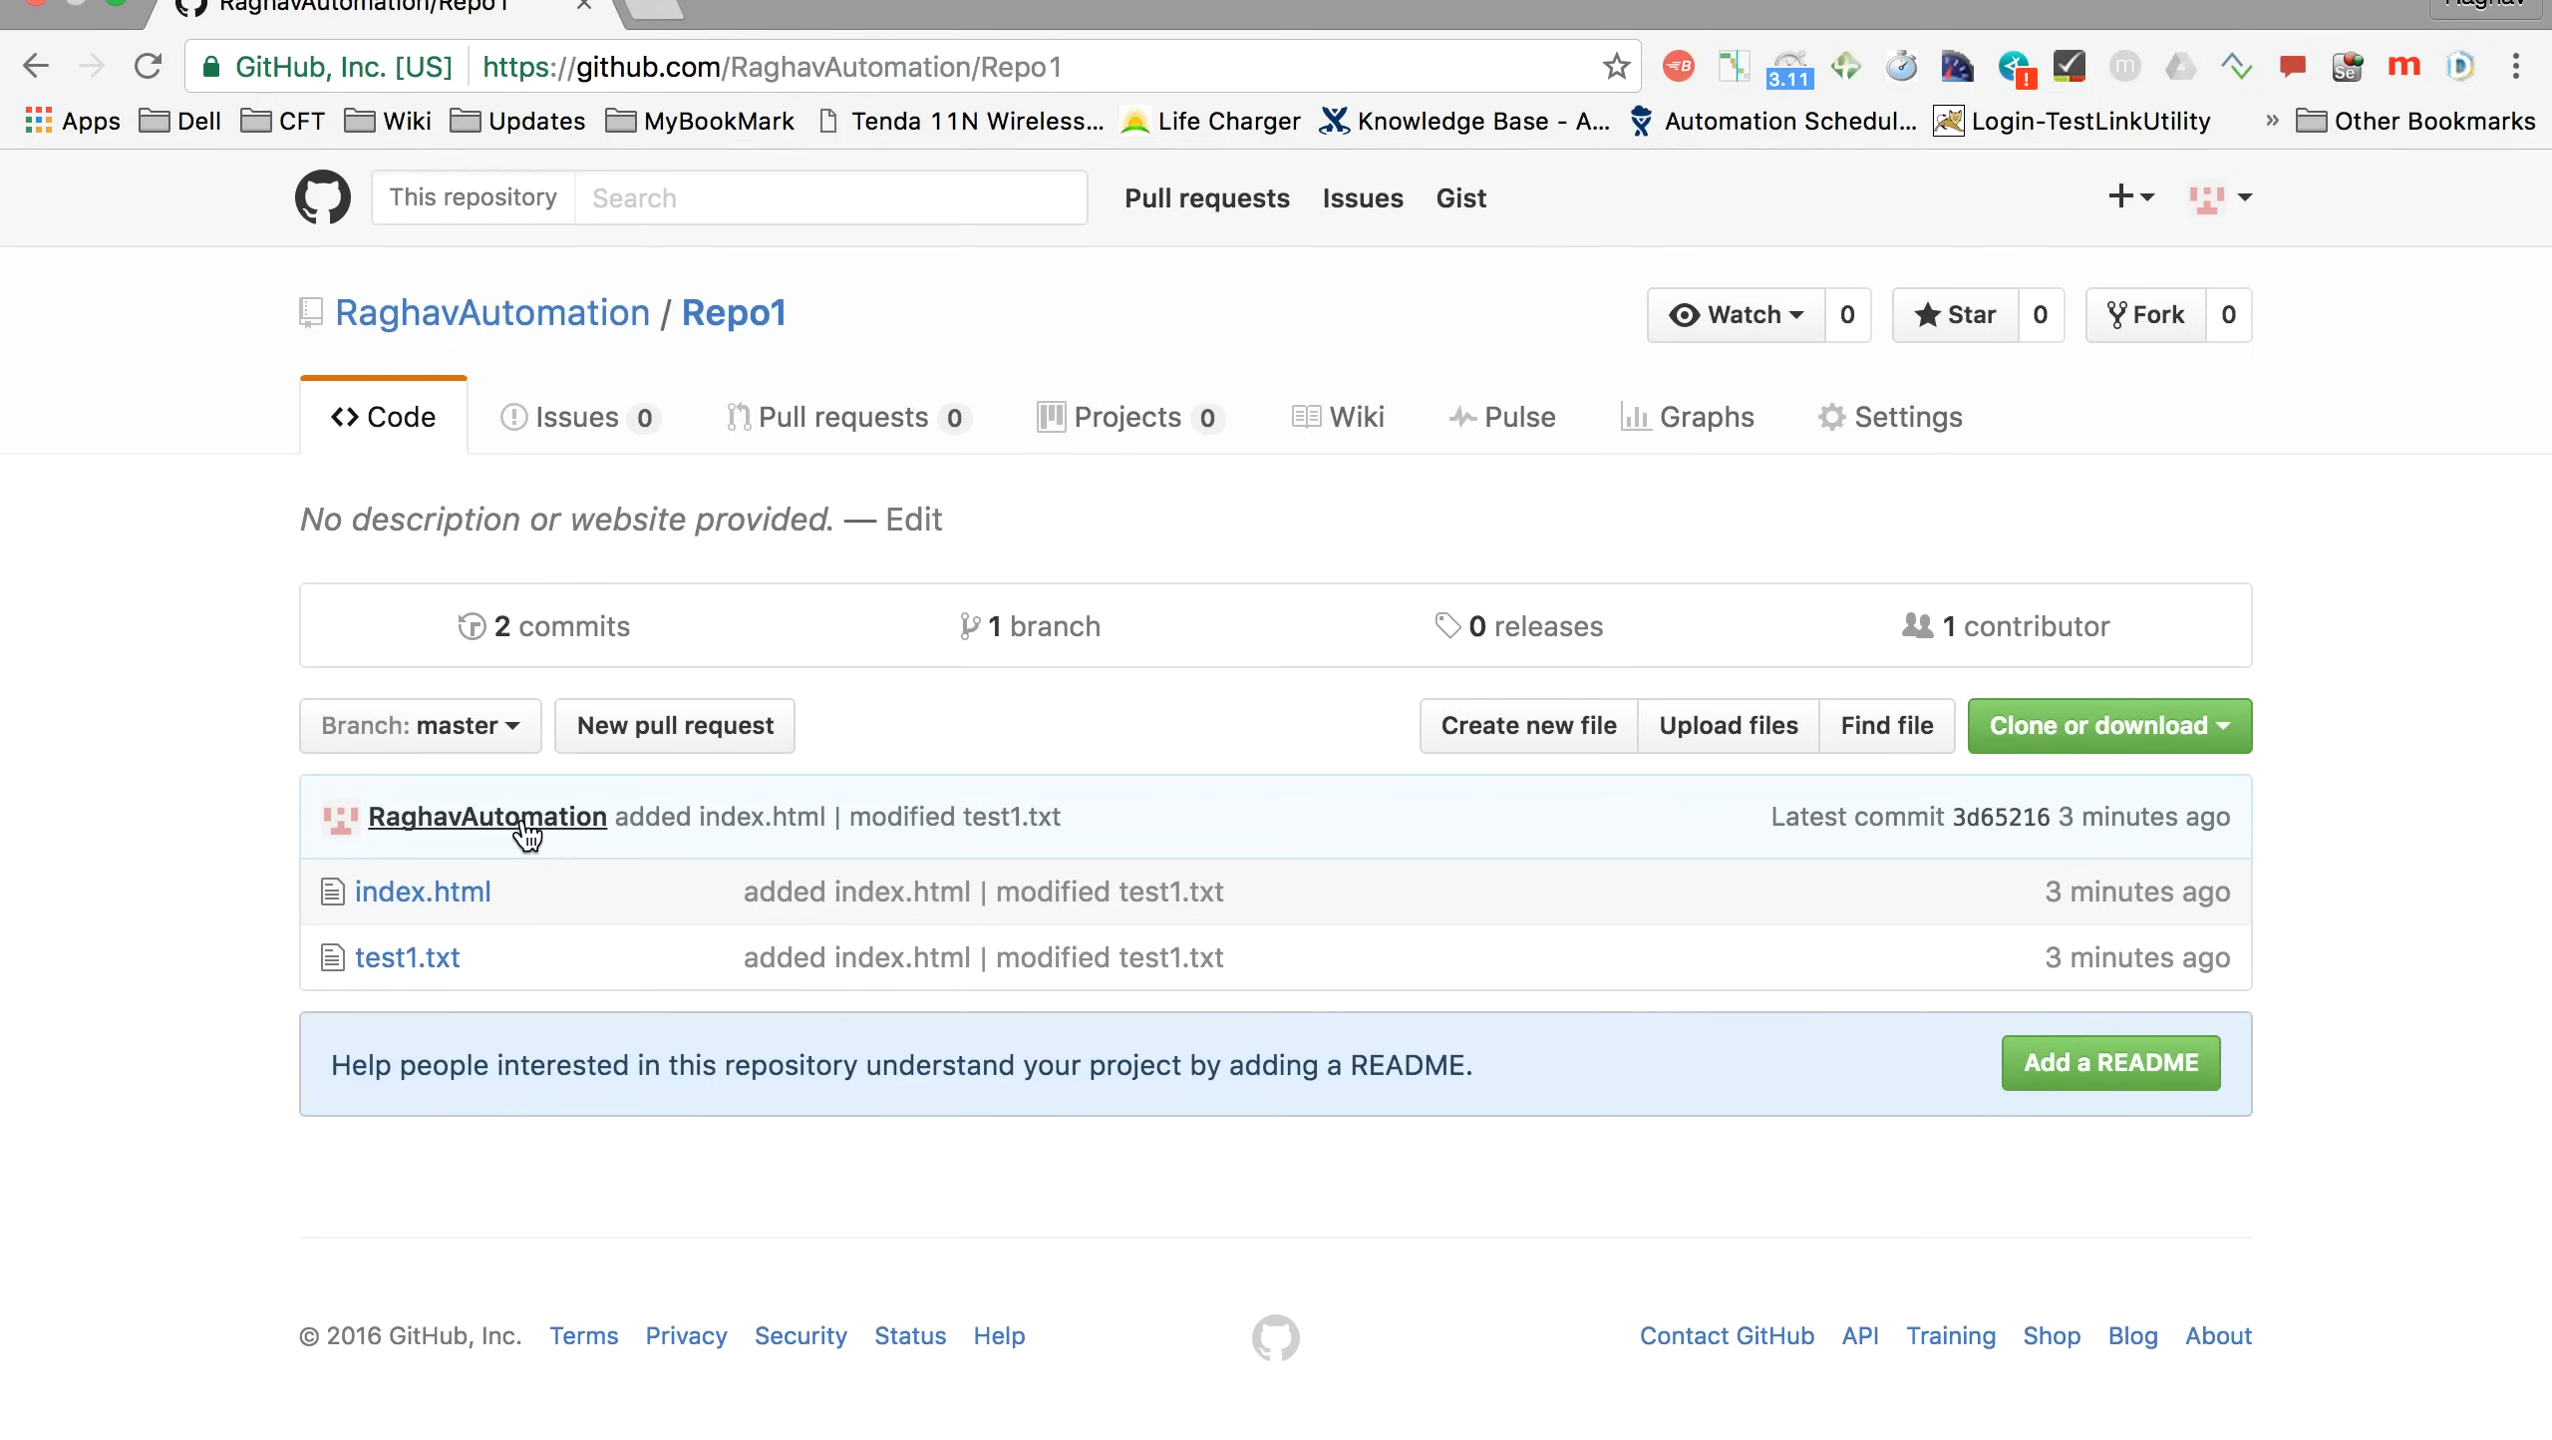 RaghavAutomation/Repo1
Raghav
GitHub, Inc. [US] https://github.com/RaghavAutomation/Repo1
3.11
Apps Dell CFT Wiki Updates MyBookMark Tenda 11N Wireless... Life Charger Knowledge Base - A... Automation Schedul... Login-TestLinkUtility » Other Bookmarks
This repository Search Pull requests Issues Gist
RaghavAutomation / Repo1 Watch 0 Star 0 Fork 0
Code Issues 0 Pull requests 0 Projects 0 Wiki Pulse Graphs Settings
No description or website provided. — Edit
2 commits 1 branch 0 releases 1 contributor
Branch: master New pull request Create new file Upload files Find file Clone or download
RaghavAutomation added index.html | modified test1.txt Latest commit 3d65216 3 minutes ago
index.html added index.html | modified test1.txt 3 minutes ago
test1.txt added index.html | modified test1.txt 3 minutes ago
Help people interested in this repository understand your project by adding a README. Add a README
© 2016 GitHub, Inc. Terms Privacy Security Status Help Contact GitHub API Training Shop Blog About